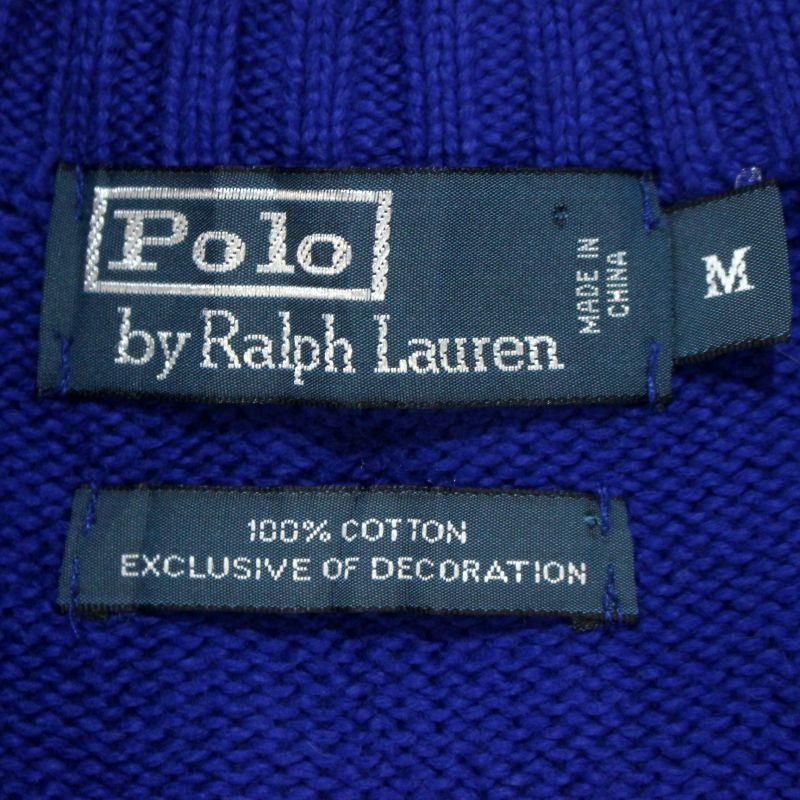 Polo
by Ralph Lauren
MADE IN
CHINA
M
100% COTTON
EXCLUSIVE OF DECORATION